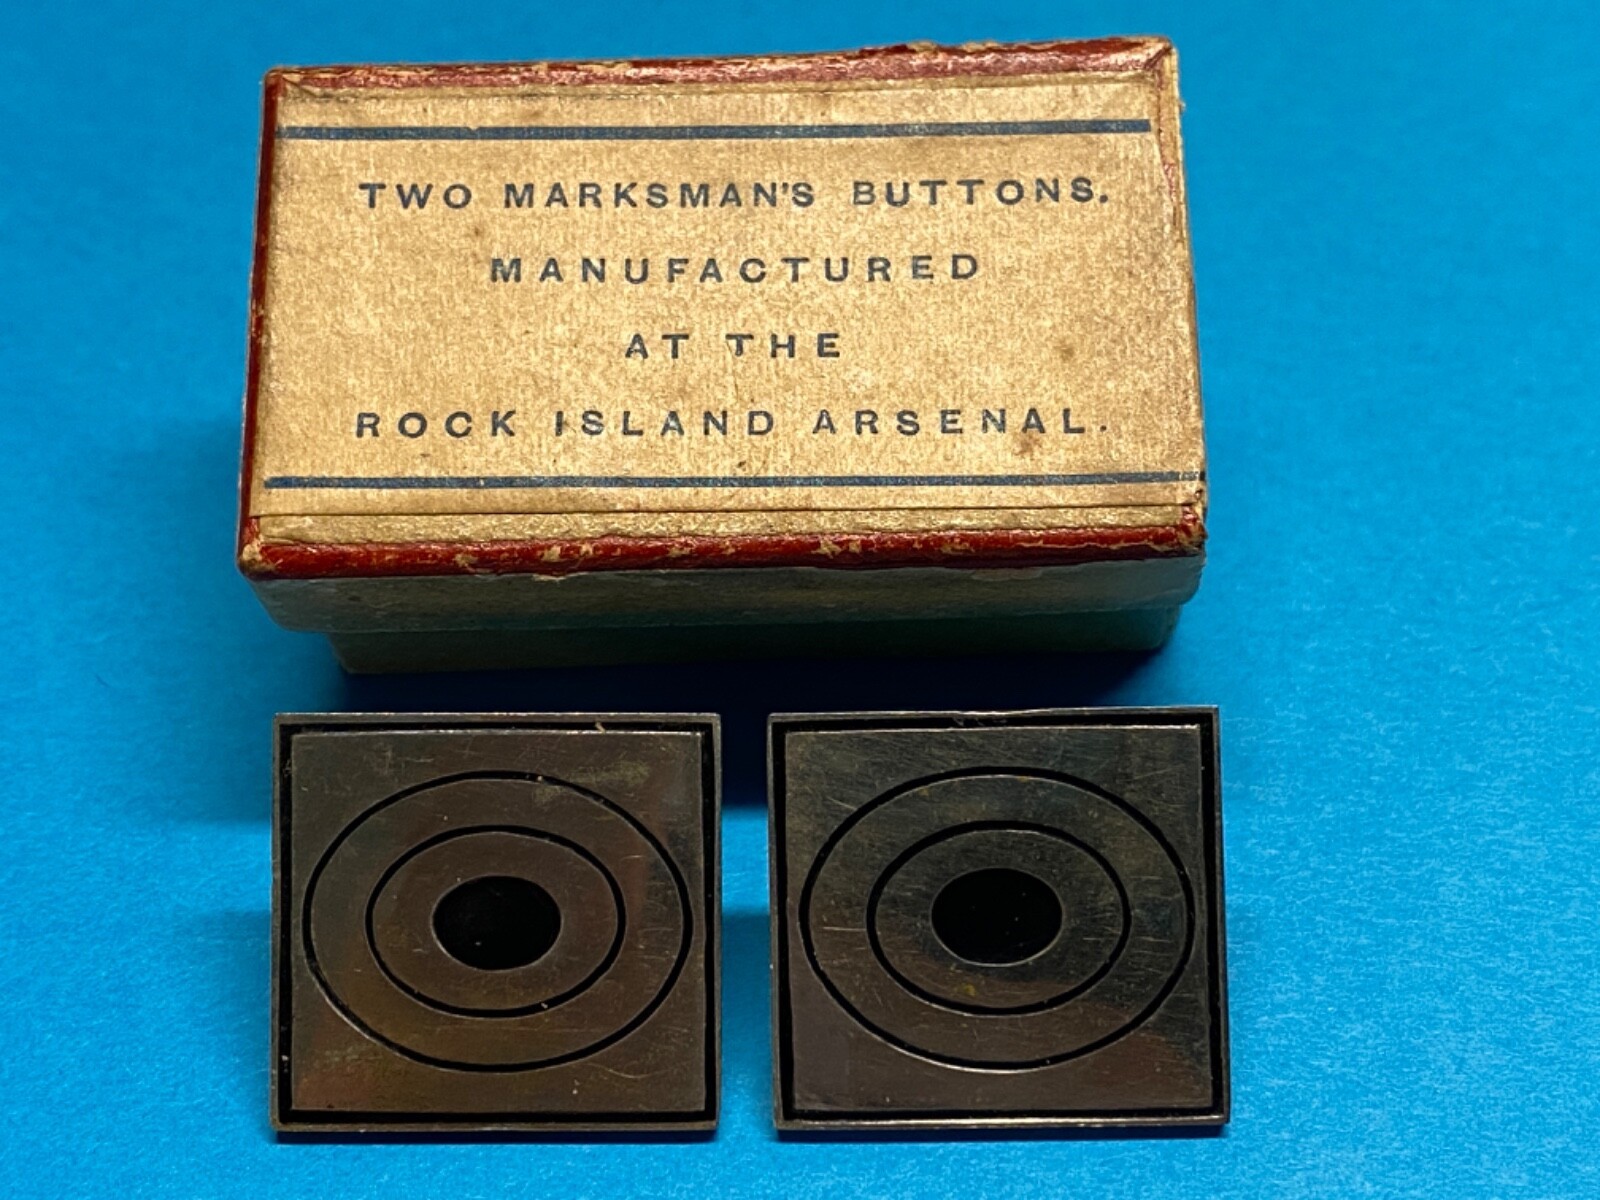 TWO MARKSMAN'S BUTTONS.
MANUFACTURED
AT THE
ROCK ISLAND ARSENAL.